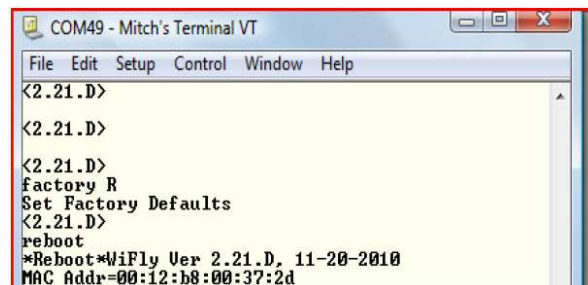 COM49 - Mitch's Terminal VT
File Edit Setup Control Window Help
<2.21.D>
<2.21.D>
<2.21.D>
factory R
Set Factory Defaults
<2.21.D>
reboot
*Reboot*WiFly Ver 2.21.D, 11-20-2010
MAC Addr=00:12:b8:00:37:2d